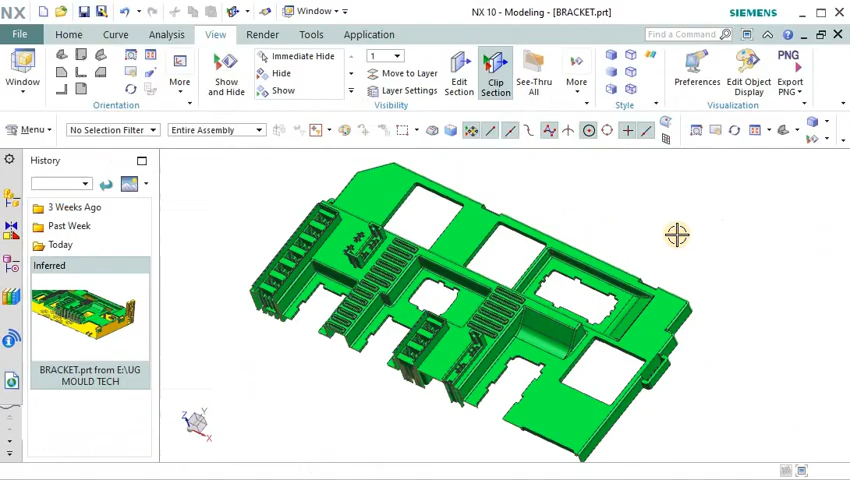 NX
Window
NX 10 - Modeling - [BRACKET.prt]
SIEMENS
File
Home
Curve
Analysis
View
Render
Tools
Application
Find a Command
Window
More
Show
and Hide
Immediate Hide
Hide
Show
1
Move to Layer
Layer Settings
Edit
Section
Clip
Section
See-Thru
All
More
Preferences
Edit Object
Display
PNG
Export
PNG
Orientation
Visibility
Style
Visualization
Menu
No Selection Filter
Entire Assembly
History
3 Weeks Ago
Past Week
Today
Inferred
BRACKET.prt from E:\UG
MOULD TECH
Z
Y
X